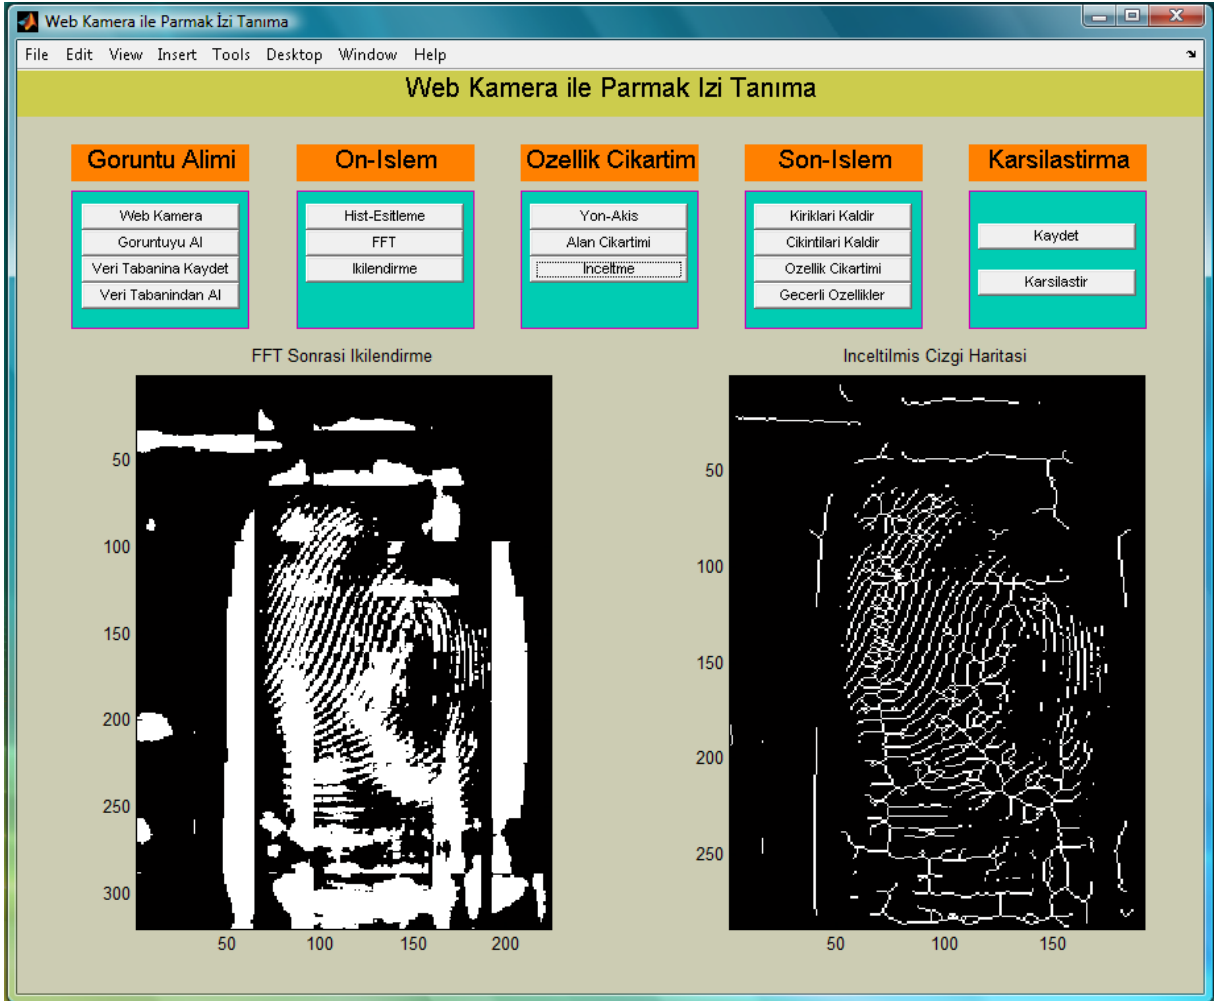 Web Kamera ile Parmak İzi Tanıma
File Edit View Insert Tools Desktop Window Help
Web Kamera ile Parmak Izi Tanıma
Goruntu Alimi
Web Kamera
Goruntuyu Al
Veri Tabanina Kaydet
Veri Tabanindan Al
On-Islem
Hist-Esitleme
FFT
Ikilendirme
Ozellik Cikartim
Yon-Akis
Alan Cikartimi
Inceltme
Son-Islem
Kiriklari Kaldir
Cikintilari Kaldir
Ozellik Cikartimi
Gecerli Ozellikler
Karsilastirma
Kaydet
Karsilastir
FFT Sonrasi Ikilendirme
50
100
150
200
250
300
50 100 150 200
Inceltilmis Cizgi Haritasi
50
100
150
200
250
50 100 150